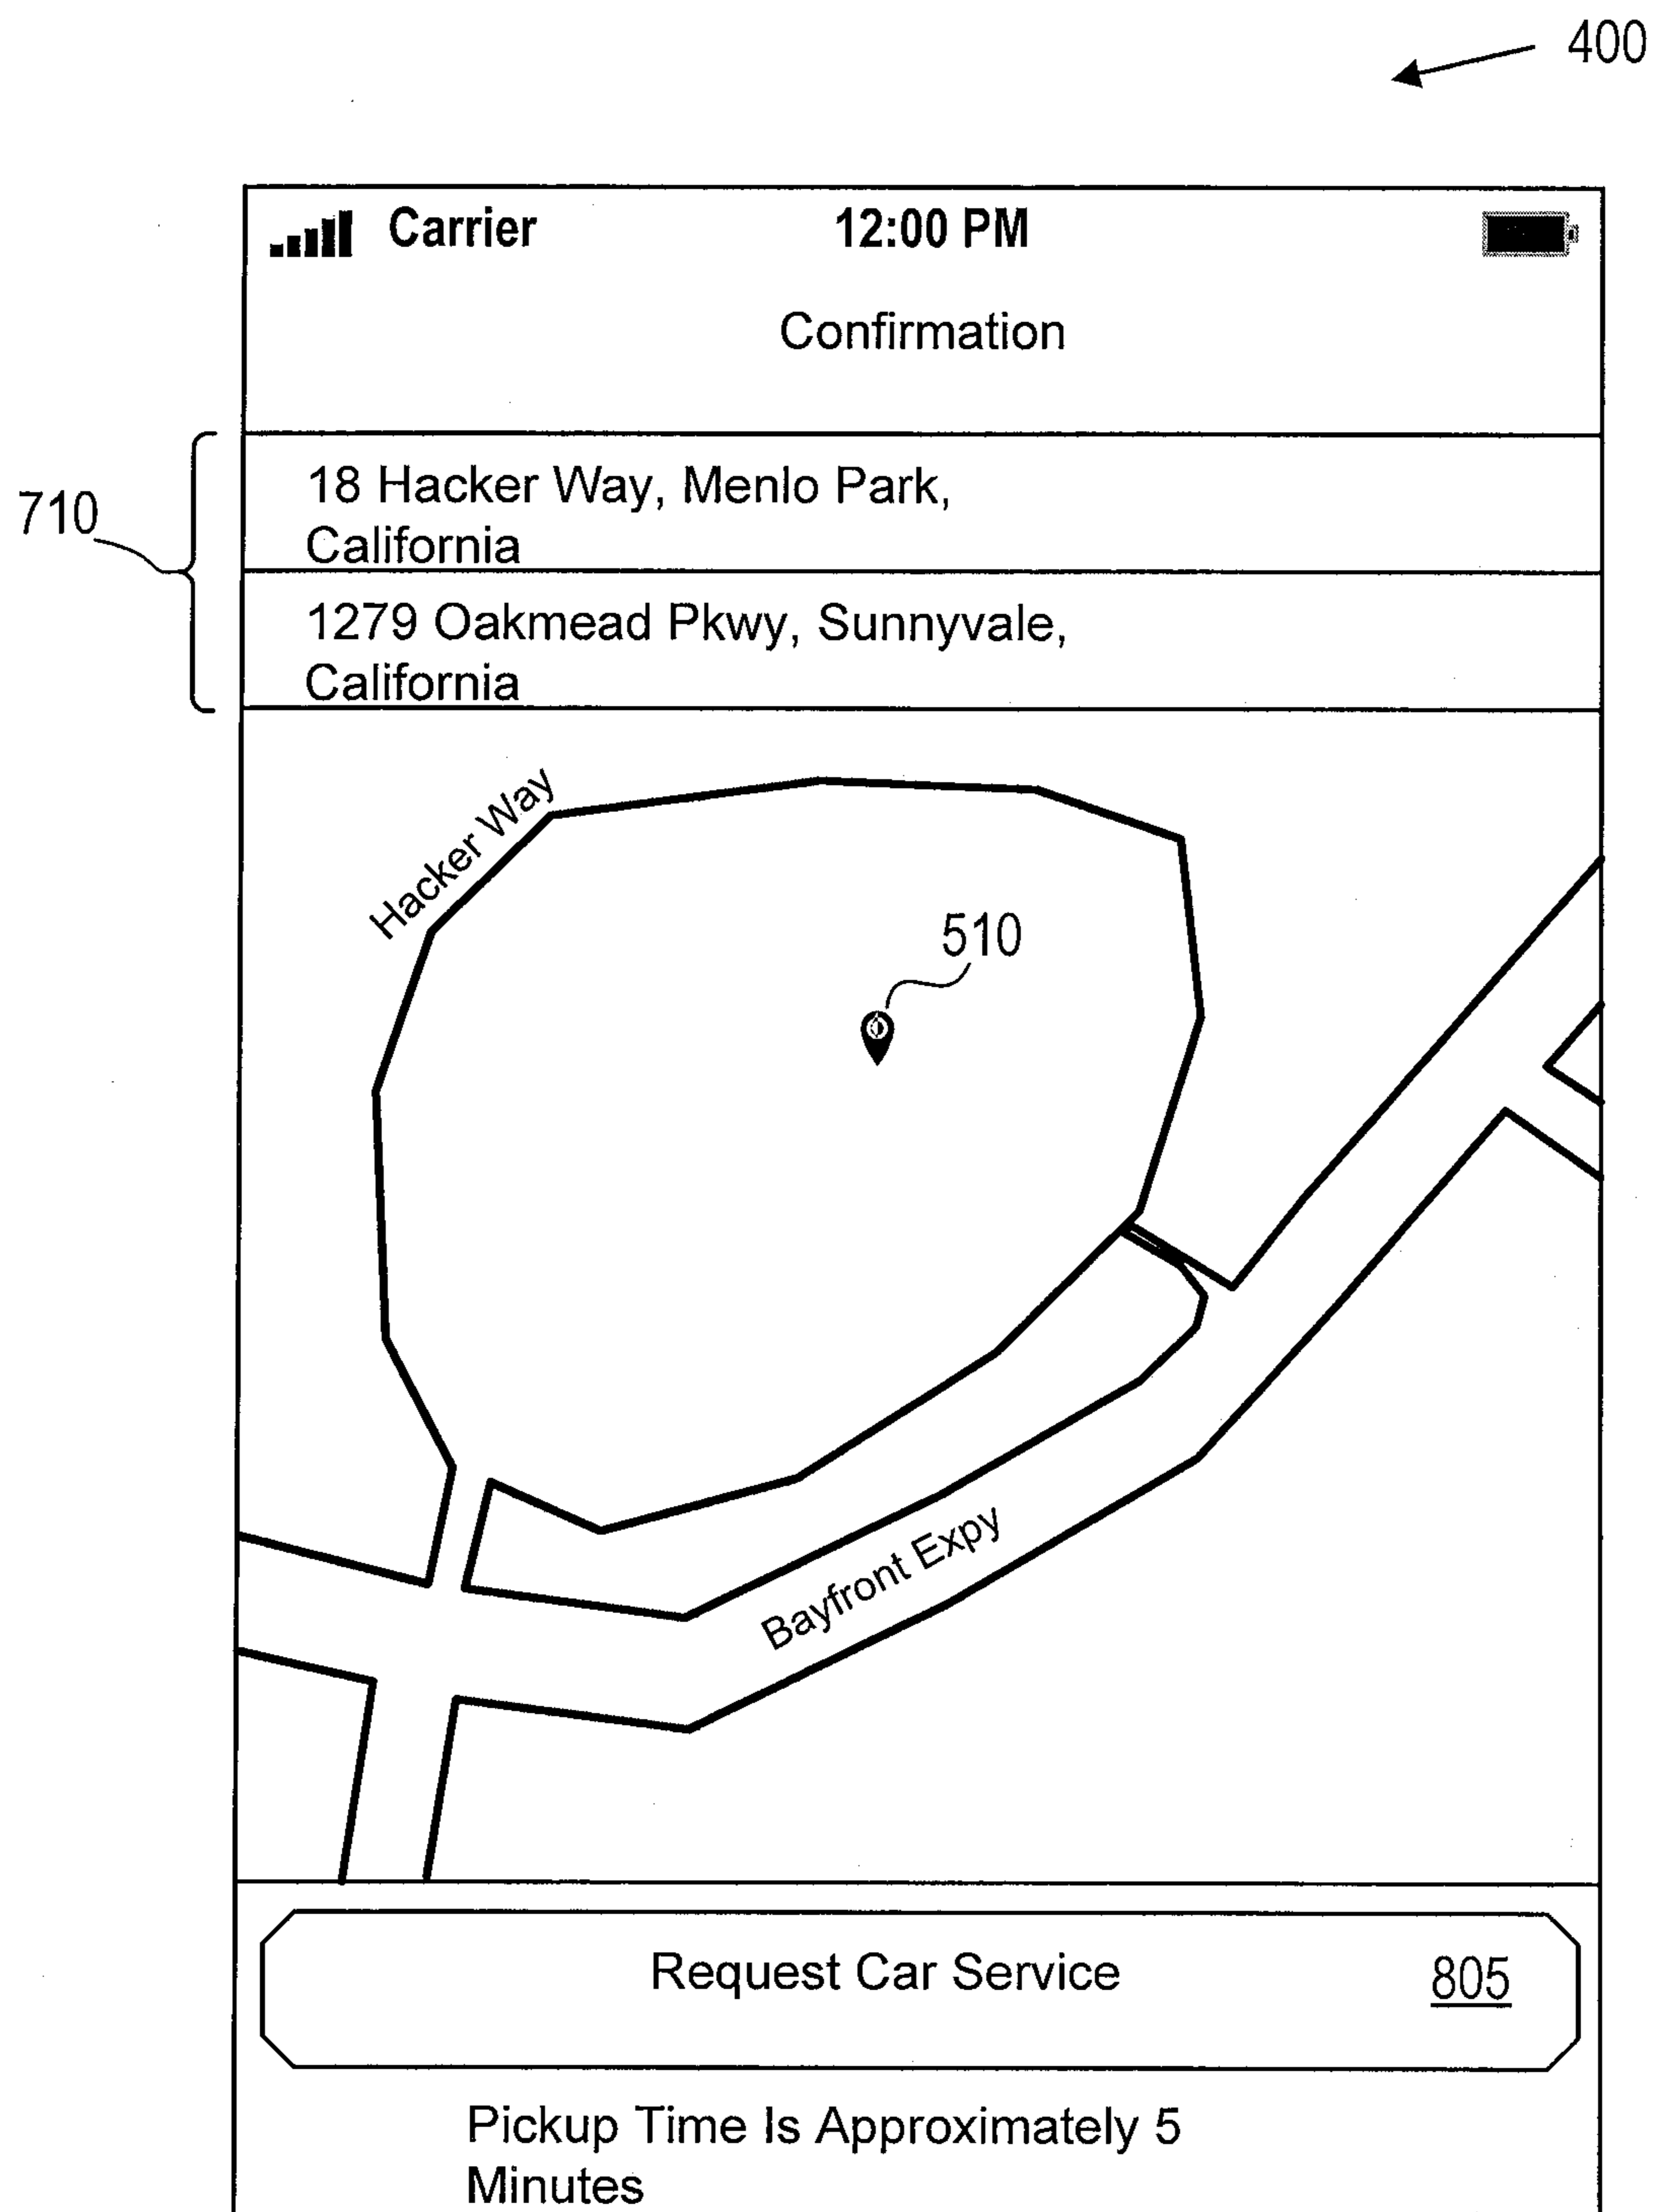 400
Carrier 12:00 PM
Confirmation
710
18 Hacker Way, Menlo Park,
California
1279 Oakmead Pkwy, Sunnyvale,
California
Hacker Way
510
Bayfront Expy
Request Car Service 805
Pickup Time Is Approximately 5
Minutes